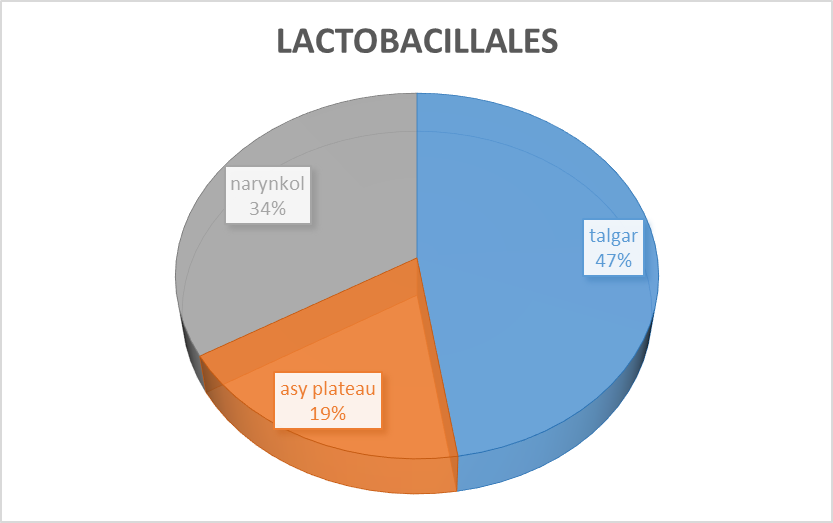 LACTOBACILLALES
narynkol
34%
talgar
47%
asy plateau
19%